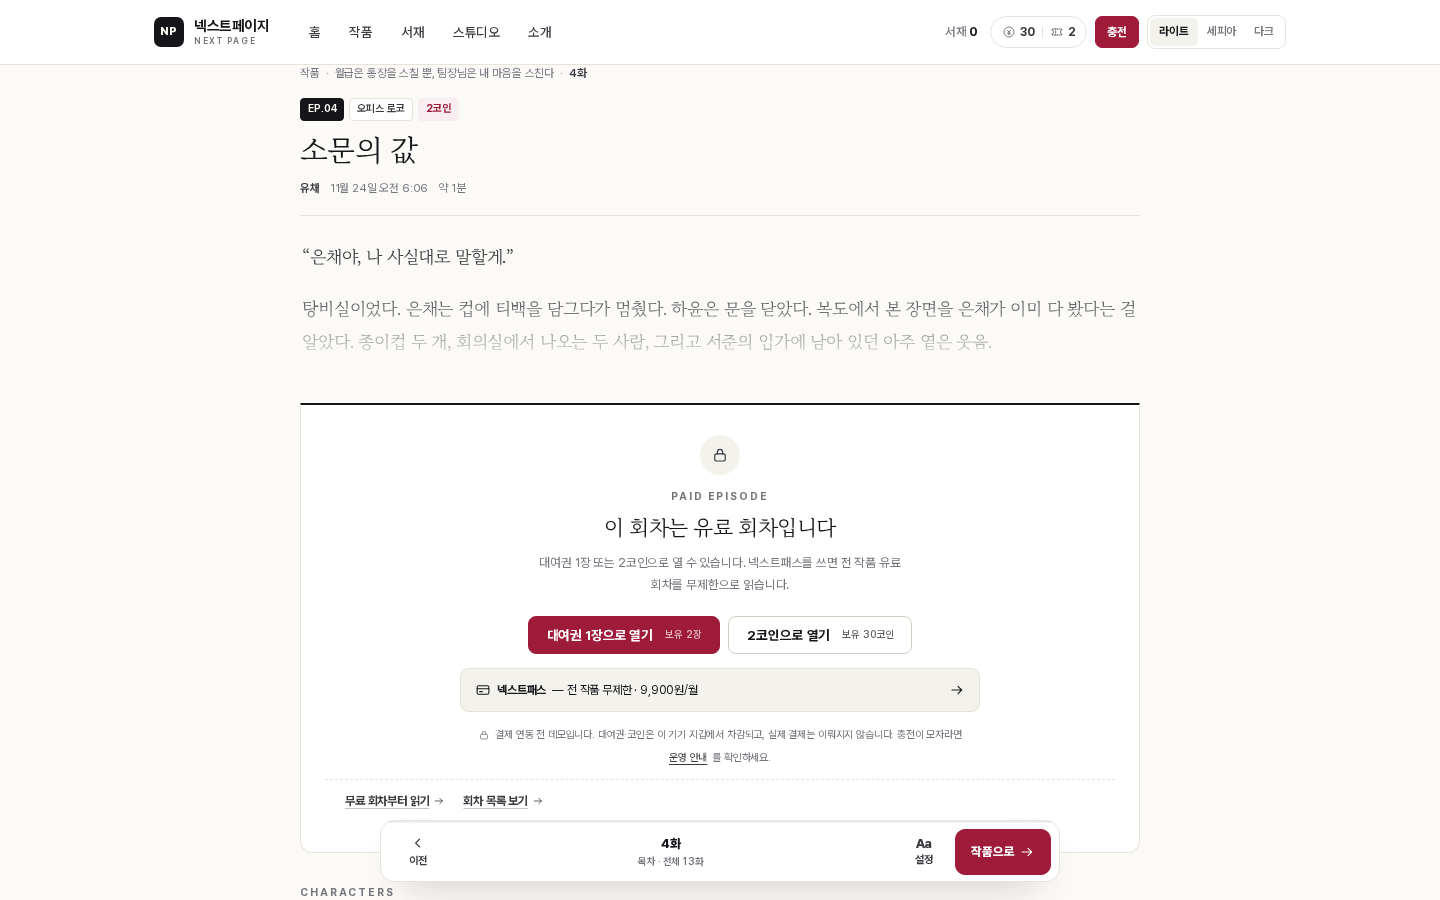 NP 넥스트페이지 홈 작품 서재 스튜디오 소개 서재 0 30 2 충전 라이트 세피아 다크
NEXT PAGE
작품 · 월급은 통장을 스칠 뿐, 팀장님은 내 마음을 스친다 · 4화
EP.04 오피스 로코 2코인
소문의 값
유채 11월 24일 오전 6:06 약 1분
“은채야, 나 사실대로 말할게.”
탕비실이었다. 은채는 컵에 티백을 담그다가 멈췄다. 하윤은 문을 닫았다. 복도에서 본 장면을 은채가 이미 다 봤다는 걸
알았다. 종이컵 두 개, 회의실에서 나오는 두 사람, 그리고 서준의 입가에 남아 있던 아주 옅은 웃음.
PAID EPISODE
이 회차는 유료 회차입니다
대여권 1장 또는 2코인으로 열 수 있습니다. 넥스트패스를 쓰면 전 작품 유료
회차를 무제한으로 읽습니다.
대여권 1장으로 열기 보유 2장 2코인으로 열기 보유 30코인
넥스트패스 — 전 작품 무제한 · 9,900원/월 →
결제 연동 전 데모입니다. 대여권·코인은 이 기기 지갑에서 차감되고, 실제 결제는 이뤄지지 않습니다. 충전이 모자라면
운영 안내 를 확인하세요.
무료 회차부터 읽기 → 회차 목록 보기 →
이전 4화 Aa 작품으로 →
목차 · 전체 13화 설정
CHARACTERS